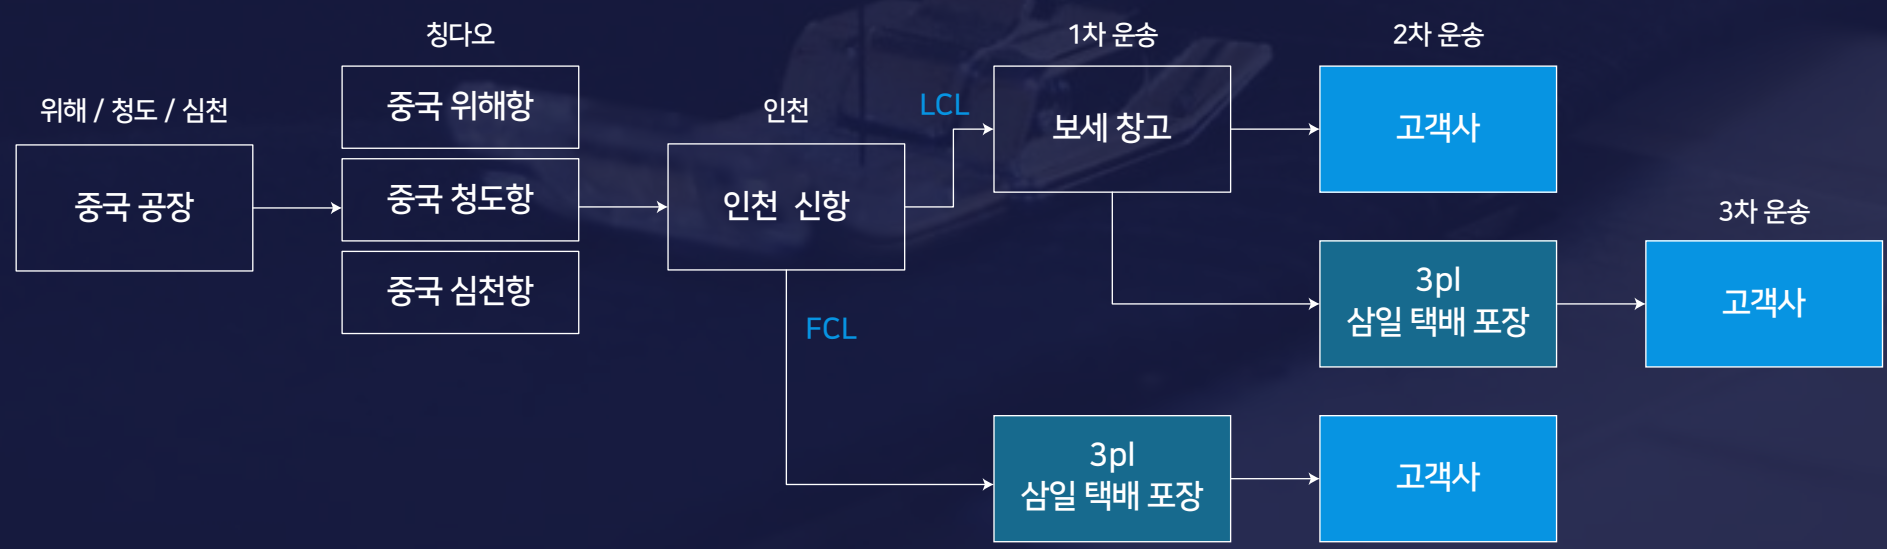 위해 / 청도 / 심천
중국 공장
칭다오
중국 위해항
중국 청도항
중국 심천항
인천
인천 신항
LCL
FCL
1차 운송
보세 창고
2차 운송
고객사
3pl
삼일 택배 포장
3차 운송
고객사
3pl
삼일 택배 포장
고객사